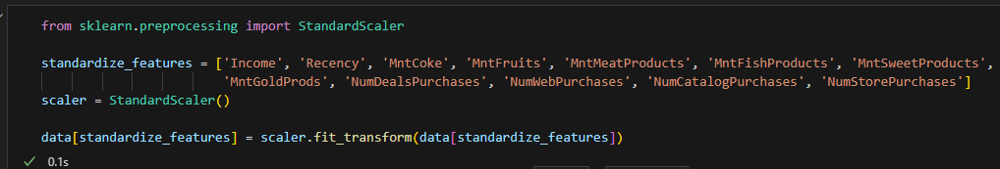 from sklearn.preprocessing import StandardScaler
standardize_features = ['Income', 'Recency', 'MntCoke', 'MntFruits', 'MntMeatProducts', 'MntFishProducts', 'MntSweetProducts',
'MntGoldProds', 'NumDealsPurchases', 'NumWebPurchases', 'NumCatalogPurchases', 'NumStorePurchases']
scaler = StandardScaler()
data[standardize_features] = scaler.fit_transform(data[standardize_features])
0.1s